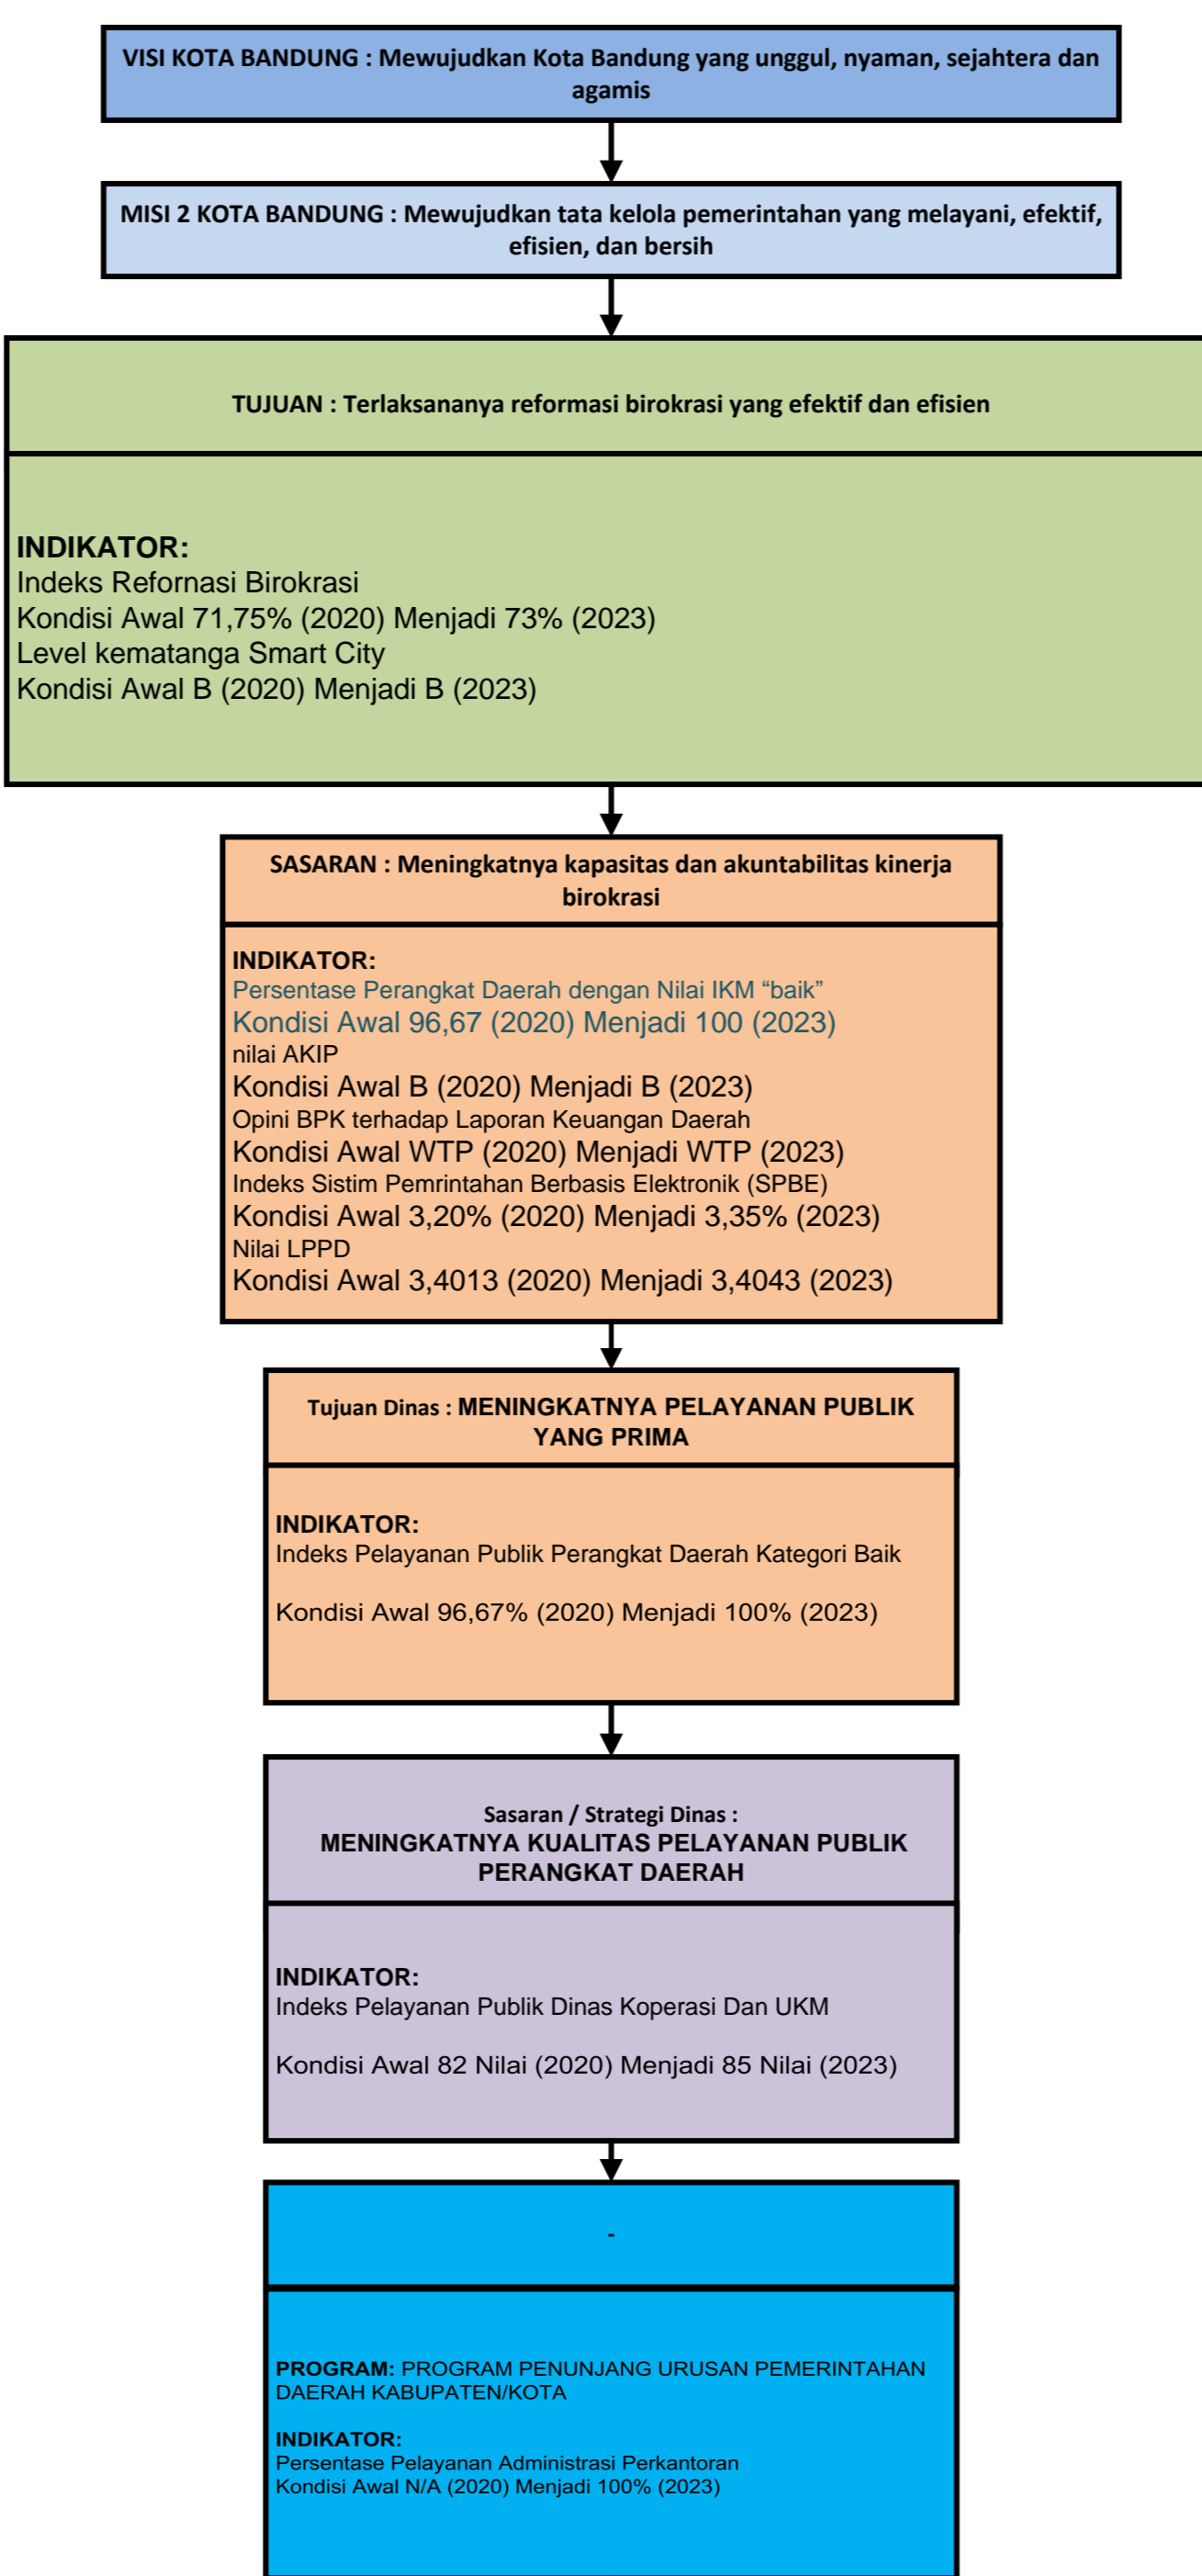 VISI KOTA BANDUNG : Mewujudkan Kota Bandung yang unggul, nyaman, sejahtera dan
agamis
MISI 2 KOTA BANDUNG : Mewujudkan tata kelola pemerintahan yang melayani, efektif,
efisien, dan bersih
TUJUAN : Terlaksananya reformasi birokrasi yang efektif dan efisien
INDIKATOR:
Indeks Refornasi Birokrasi
Kondisi Awal 71,75% (2020) Menjadi 73% (2023)
Level kematanga Smart City
Kondisi Awal B (2020) Menjadi B (2023)
SASARAN : Meningkatnya kapasitas dan akuntabilitas kinerja
birokrasi
INDIKATOR:
Persentase Perangkat Daerah dengan Nilai IKM “baik”
Kondisi Awal 96,67 (2020) Menjadi 100 (2023)
nilai AKIP
Kondisi Awal B (2020) Menjadi B (2023)
Opini BPK terhadap Laporan Keuangan Daerah
Kondisi Awal WTP (2020) Menjadi WTP (2023)
Indeks Sistim Pemrintahan Berbasis Elektronik (SPBE)
Kondisi Awal 3,20% (2020) Menjadi 3,35% (2023)
Nilai LPPD
Kondisi Awal 3,4013 (2020) Menjadi 3,4043 (2023)
Tujuan Dinas : MENINGKATNYA PELAYANAN PUBLIK
YANG PRIMA
INDIKATOR:
Indeks Pelayanan Publik Perangkat Daerah Kategori Baik
Kondisi Awal 96,67% (2020) Menjadi 100% (2023)
Sasaran / Strategi Dinas :
MENINGKATNYA KUALITAS PELAYANAN PUBLIK
PERANGKAT DAERAH
INDIKATOR:
Indeks Pelayanan Publik Dinas Koperasi Dan UKM
Kondisi Awal 82 Nilai (2020) Menjadi 85 Nilai (2023)
-
PROGRAM: PROGRAM PENUNJANG URUSAN PEMERINTAHAN
DAERAH KABUPATEN/KOTA
INDIKATOR:
Persentase Pelayanan Administrasi Perkantoran
Kondisi Awal N/A (2020) Menjadi 100% (2023)